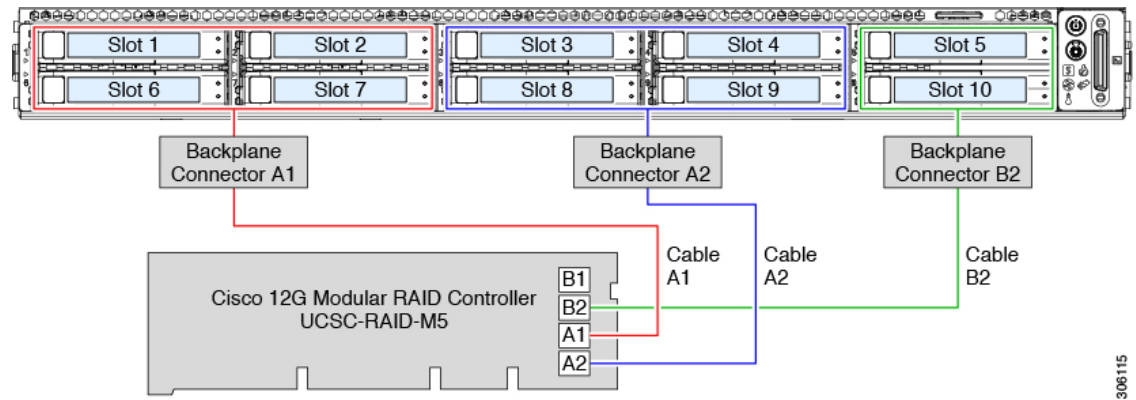 Slot 1
Slot 2
Slot 3
Slot 4
Slot 5
Slot 6
Slot 7
Slot 8
Slot 9
Slot 10
Backplane
Connector A1
Backplane
Connector A2
Backplane
Connector B2
Cable
A1
Cable
A2
Cable
B2
Cisco 12G Modular RAID Controller
UCSC-RAID-M5
B1
B2
A1
A2
306115